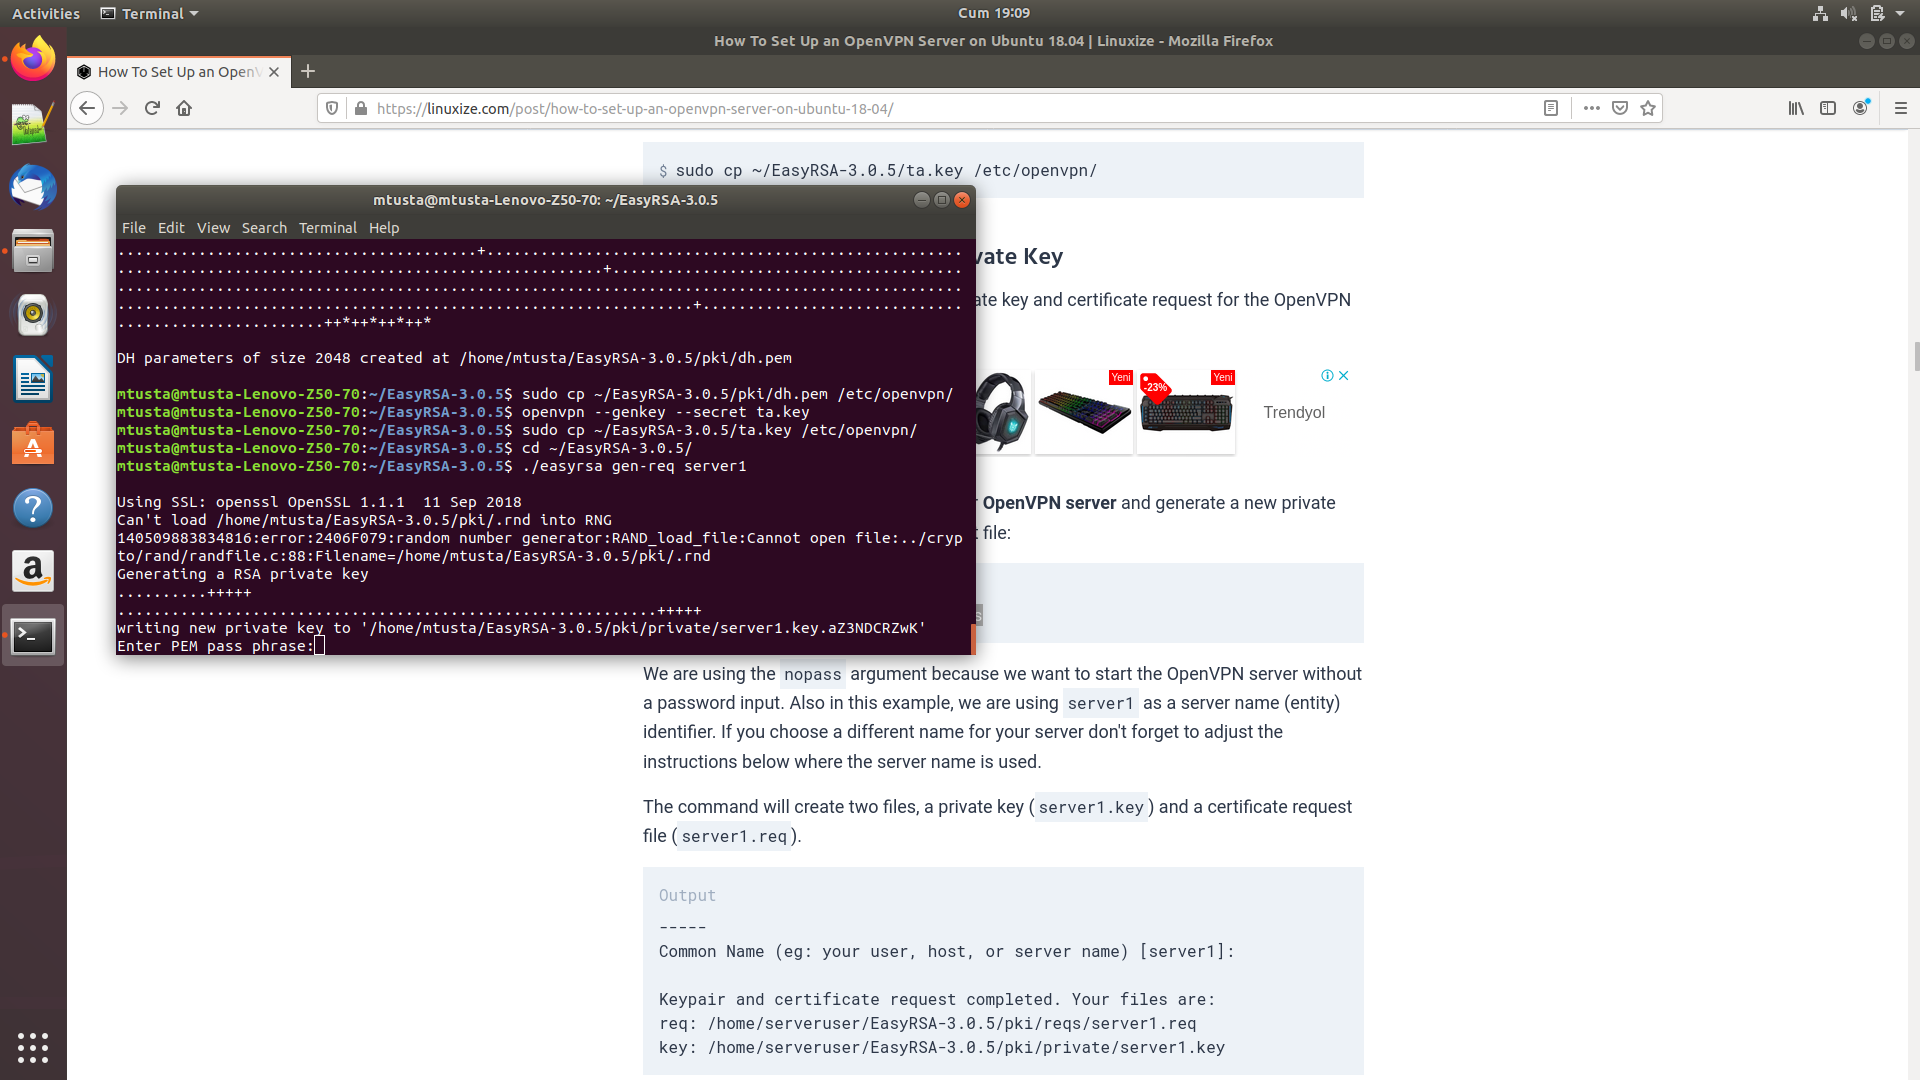 Activities
Terminal
Cum 19:09
How To Set Up an OpenVPN Server on Ubuntu 18.04 | Linuxize - Mozilla Firefox
How To Set Up an OpenV
https://linuxize.com/post/how-to-set-up-an-openvpn-server-on-ubuntu-18-04/
$ sudo cp ~/EasyRSA-3.0.5/ta.key /etc/openvpn/
mtusta@mtusta-Lenovo-Z50-70: ~/EasyRSA-3.0.5
File Edit View Search Terminal Help
.......................................+....................................................
......................................................+......................................
..............................................................................................
................................................................+.............................
.......................++*++*++*++*
DH parameters of size 2048 created at /home/mtusta/EasyRSA-3.0.5/pki/dh.pem
mtusta@mtusta-Lenovo-Z50-70:~/EasyRSA-3.0.5$ sudo cp ~/EasyRSA-3.0.5/pki/dh.pem /etc/openvpn/
mtusta@mtusta-Lenovo-Z50-70:~/EasyRSA-3.0.5$ openvpn --genkey --secret ta.key
mtusta@mtusta-Lenovo-Z50-70:~/EasyRSA-3.0.5$ sudo cp ~/EasyRSA-3.0.5/ta.key /etc/openvpn/
mtusta@mtusta-Lenovo-Z50-70:~/EasyRSA-3.0.5$ cd ~/EasyRSA-3.0.5/
mtusta@mtusta-Lenovo-Z50-70:~/EasyRSA-3.0.5$ ./easyrsa gen-req server1
Using SSL: openssl OpenSSL 1.1.1  11 Sep 2018
Can't load /home/mtusta/EasyRSA-3.0.5/pki/.rnd into RNG
140509883834816:error:2406F079:random number generator:RAND_load_file:Cannot open file:../cryp
to/rand/randfile.c:88:Filename=/home/mtusta/EasyRSA-3.0.5/pki/.rnd
Generating a RSA private key
..........+++++
............................................................+++++
writing new private key to '/home/mtusta/EasyRSA-3.0.5/pki/private/server1.key.aZ3NDCRZwK'
Enter PEM pass phrase:
vate Key
ate key and certificate request for the OpenVPN
Yeni
-23%
Yeni
Trendyol
r OpenVPN server and generate a new private
t file:
s
We are using the nopass argument because we want to start the OpenVPN server without
a password input. Also in this example, we are using server1 as a server name (entity)
identifier. If you choose a different name for your server don't forget to adjust the
instructions below where the server name is used.
The command will create two files, a private key (server1.key) and a certificate request
file (server1.req).
Output
-----
Common Name (eg: your user, host, or server name) [server1]:
Keypair and certificate request completed. Your files are:
req: /home/serveruser/EasyRSA-3.0.5/pki/reqs/server1.req
key: /home/serveruser/EasyRSA-3.0.5/pki/private/server1.key